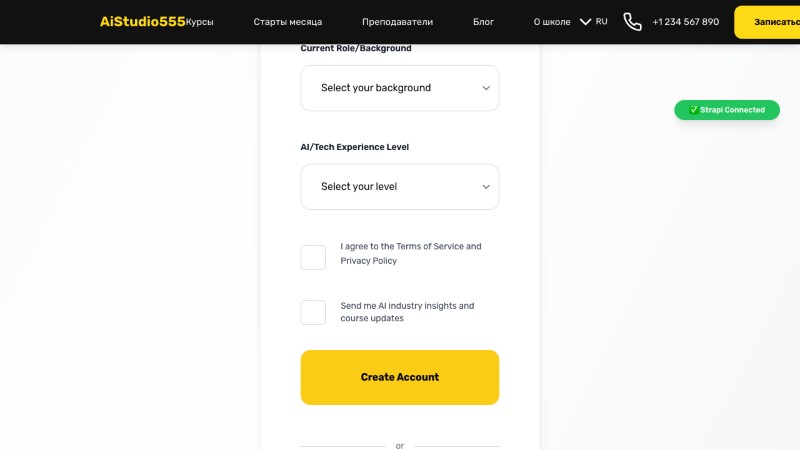 AiStudio555 Курсы Старты месяца Преподаватели Блог О школе RU +1 234 567 890 Записатьс
Current Role/Background
Select your background
✅ Strapi Connected
AI/Tech Experience Level
Select your level
I agree to the Terms of Service and
Privacy Policy
Send me AI industry insights and
course updates
Create Account
or